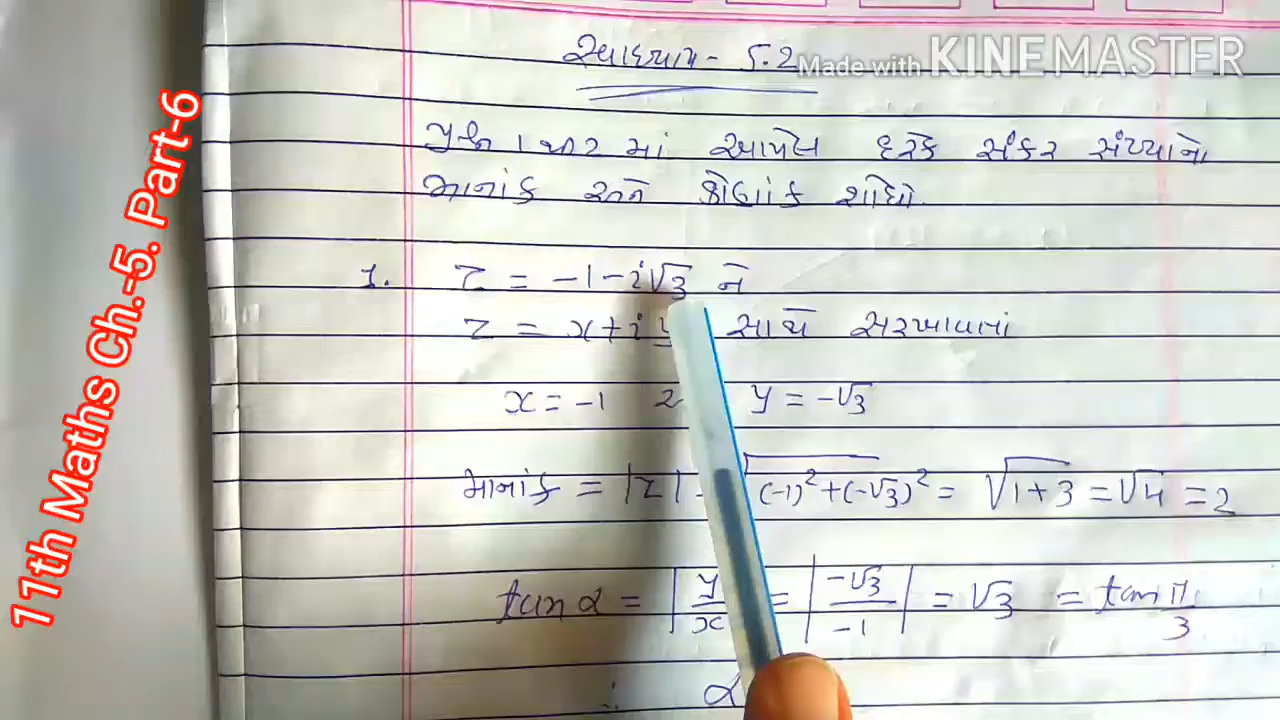 સ્વાધ્યાય - 5.2
Made with KINEMASTER
પ્રશ્ન 1 અને 2 માં આપેલ દરેક સંકર સંખ્યાનો
માનાંક અને કોણાંક શોધો.
1. z = -1 - i√3 ને
z = x + i y સાથે સરખાવતાં
x = -1 y = -√3
માનાંક = |z| = √(-1)² + (-√3)² = √1+3 = √4 = 2
tan α = |y/x| = |-√3/-1| = √3 = tan π/3
∴ α
11th Maths Ch.-5. Part-6